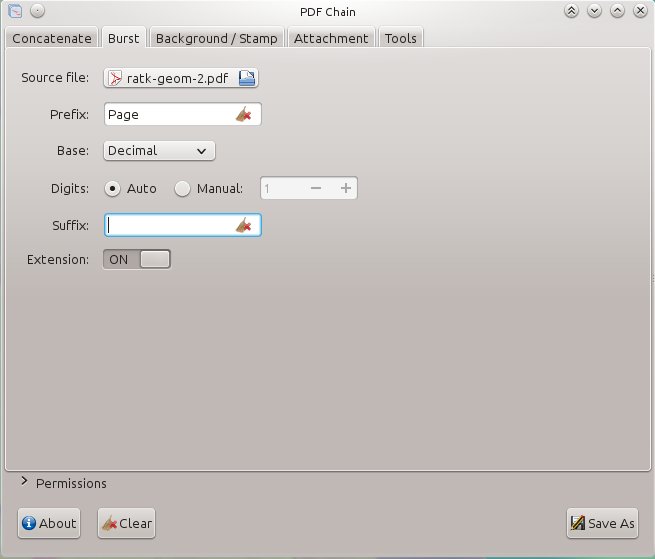 PDF Chain
Concatenate Burst Background / Stamp Attachment Tools
Source file: ratk-geom-2.pdf
Prefix: Page
Base: Decimal
Digits: Auto Manual: 1
Suffix:
Extension: ON
Permissions
About Clear Save As